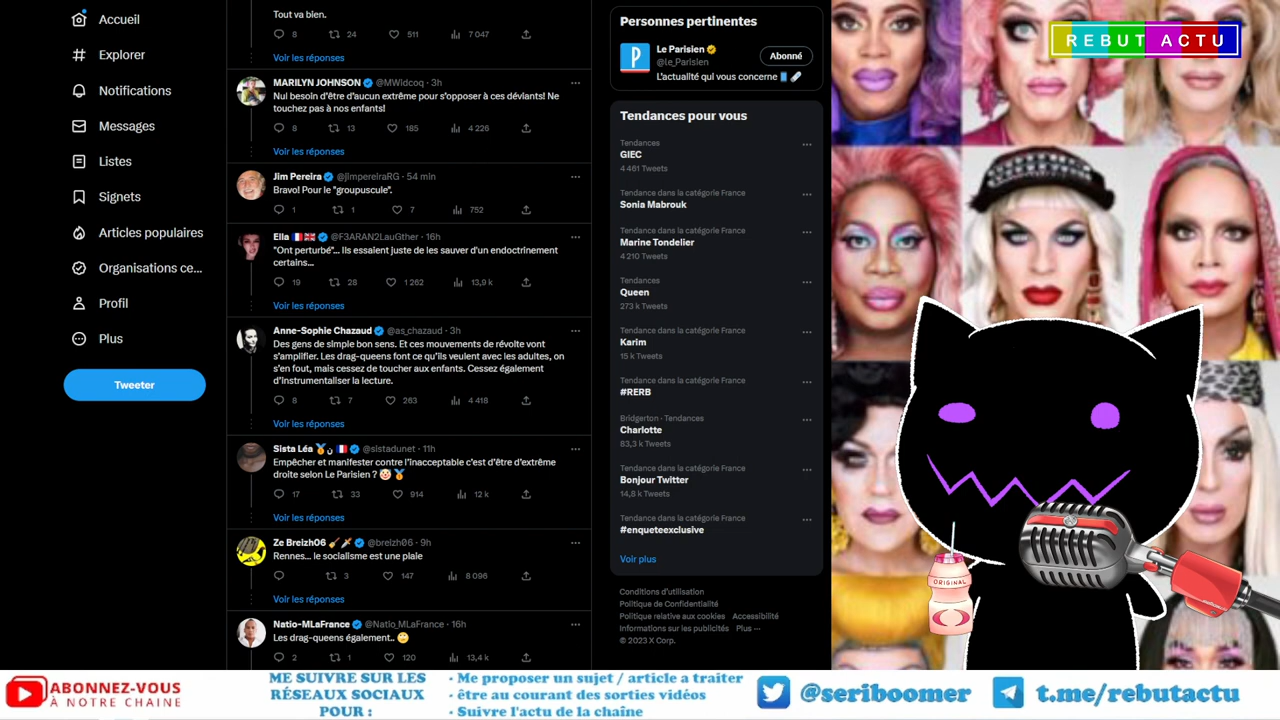 Accueil
Explorer
Notifications
Messages
Listes
Signets
Articles populaires
Organisations ce...
Profil
Plus
Tweeter
Tout va bien.
8 24 511 7 047
Voir les réponses
MARILYN JOHNSON @MWldcoq · 3h
Nul besoin d'être d'aucun extrême pour s'opposer à ces déviants! Ne
touchez pas à nos enfants!
8 13 185 4 226
Voir les réponses
Jim Pereira @jimpereiraRG · 54 min
Bravo! Pour le "groupuscule".
1 1 7 752
Ella 🇫🇷🇬🇧 @F3ARAN2LauGther · 16h
"Ont perturbé"... Ils essaient juste de les sauver d'un endoctrinement
certains...
19 28 1 262 13,9 k
Voir les réponses
Anne-Sophie Chazaud @as_chazaud · 3h
Des gens de simple bon sens. Et ces mouvements de révolte vont
s'amplifier. Les drag-queens font ce qu'ils veulent avec les adultes, on
s'en fout, mais cessez de toucher aux enfants. Cessez également
d'instrumentaliser la lecture.
8 7 263 4 418
Voir les réponses
Sista Léa 🇫🇷 @sistadunet · 11h
Empêcher et manifester contre l'inacceptable c'est d'être d'extrême
droite selon Le Parisien ? 🤡🏅
17 33 914 12 k
Voir les réponses
Ze Breizh06 @breizh06 · 9h
Rennes... le socialisme est une plaie
3 147 8 096
Voir les réponses
Natio-MLaFrance @Natio_MLaFrance · 16h
Les drag-queens également.. 🙄
2 1 120 13,4 k
Personnes pertinentes
Le Parisien
@le_Parisien
Abonné
L'actualité qui vous concerne
Tendances pour vous
Tendances
GIEC
4 461 Tweets
Tendance dans la catégorie France
Sonia Mabrouk
Tendance dans la catégorie France
Marine Tondelier
4 210 Tweets
Tendances
Queen
273 k Tweets
Tendance dans la catégorie France
Karim
15 k Tweets
Tendance dans la catégorie France
#RERB
Bridgerton · Tendances
Charlotte
83,3 k Tweets
Tendance dans la catégorie France
Bonjour Twitter
14,8 k Tweets
Tendance dans la catégorie France
#enqueteexclusive
Voir plus
Conditions d'utilisation
Politique de Confidentialité
Politique relative aux cookies Accessibilité
Informations sur les publicités Plus ···
© 2023 X Corp.
REBUT ACTU
ORIGINAL
ABONNEZ-VOUS
À NOTRE CHAINE
ME SUIVRE SUR LES
RÉSEAUX SOCIAUX
POUR :
· Me proposer un sujet / article a traiter
· être au courant des sorties vidéos
· Suivre l'actu de la chaîne
@seriboomer
t.me/rebutactu